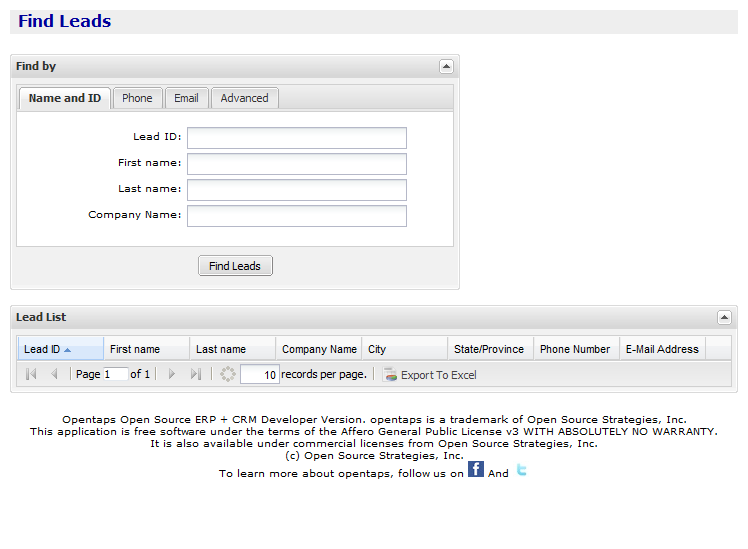 Find Leads
Find by
Name and ID Phone Email Advanced
Lead ID:
First name:
Last name:
Company Name:
Find Leads
Lead List
Lead ID First name Last name Company Name City State/Province Phone Number E-Mail Address
Page 1 of 1 10 records per page. Export To Excel
Opentaps Open Source ERP + CRM Developer Version. opentaps is a trademark of Open Source Strategies, Inc.
This application is free software under the terms of the Affero General Public License v3 WITH ABSOLUTELY NO WARRANTY.
It is also available under commercial licenses from Open Source Strategies, Inc.
(c) Open Source Strategies, Inc.
To learn more about opentaps, follow us on f And t